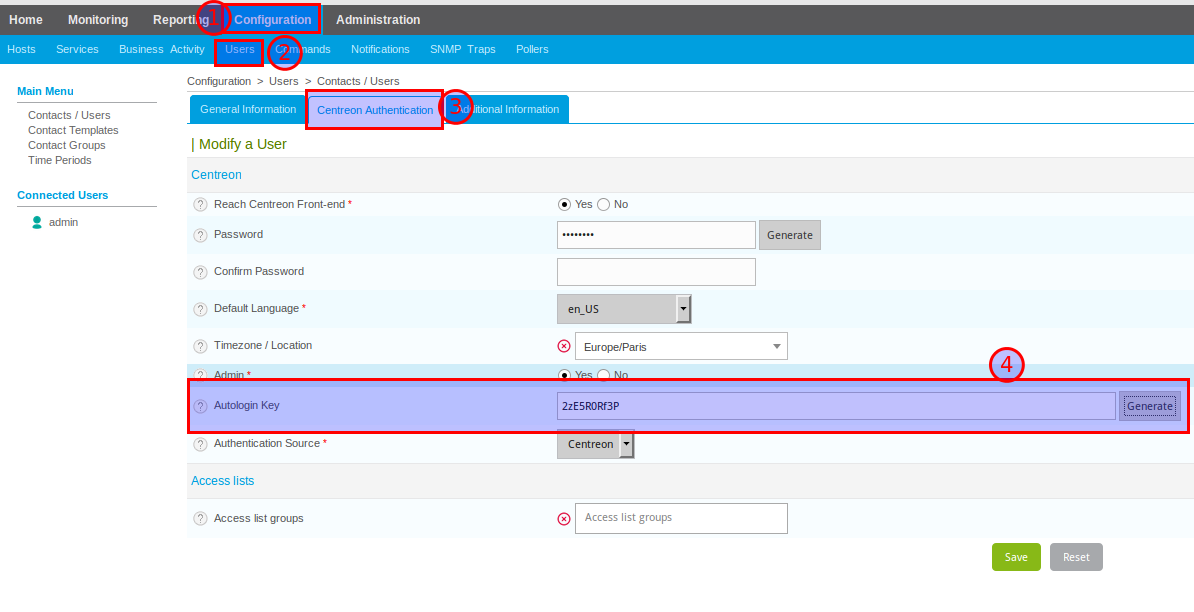 Home Monitoring Reporting 1 Configuration Administration
Hosts Services Business Activity Users 2 Commands Notifications SNMP Traps Pollers
Main Menu
Contacts / Users
Contact Templates
Contact Groups
Time Periods
Connected Users
admin
Configuration > Users > Contacts / Users
General Information Centreon Authentication 3 Additional Information
| Modify a User
Centreon
? Reach Centreon Front-end * Yes No
? Password •••••••• Generate
? Confirm Password
? Default Language * en_US
? Timezone / Location Europe/Paris
4
? Admin * Yes No
? Autologin Key 2zE5R0Rf3P Generate
? Authentication Source * Centreon
Access lists
? Access list groups Access list groups
Save Reset